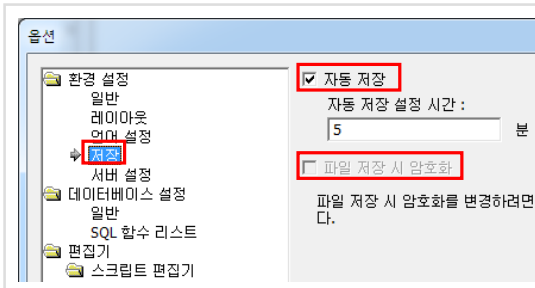 옵션
환경 설정
일반
레이아웃
언어 설정
저장
서버 설정
데이터베이스 설정
일반
SQL 함수 리스트
편집기
스크립트 편집기
자동 저장
자동 저장 설정 시간 :
5 분
파일 저장 시 암호화
파일 저장 시 암호화를 변경하려면
다.